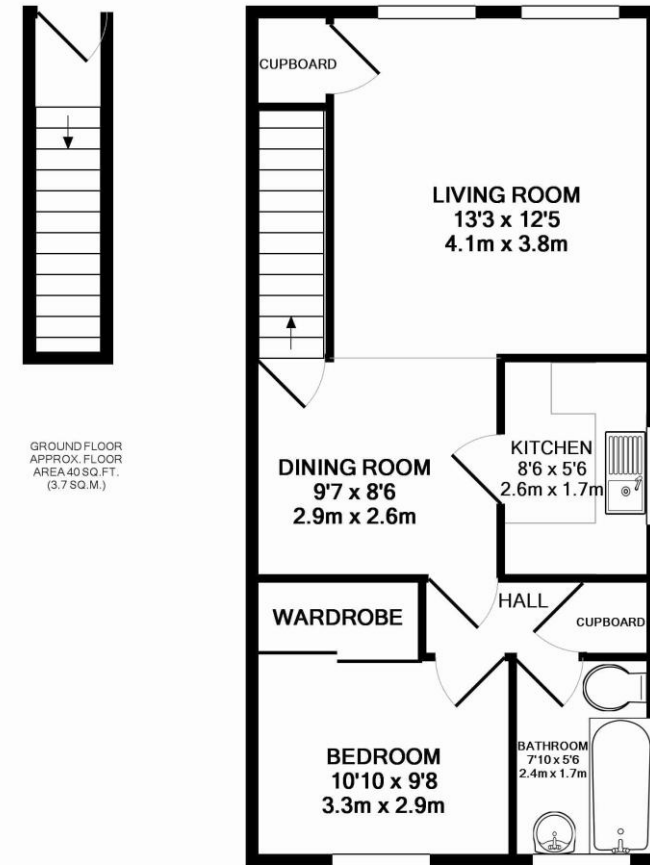 CUPBOARD
LIVING ROOM
13'3 x 12'5
4.1m x 3.8m
GROUND FLOOR
APPROX. FLOOR
AREA 40 SQ.FT.
(3.7 SQ.M.)
DINING ROOM
9'7 x 8'6
2.9m x 2.6m
KITCHEN
8'6 x 5'6
2.6m x 1.7m
HALL
WARDROBE
CUPBOARD
BEDROOM
10'10 x 9'8
3.3m x 2.9m
BATHROOM
7'10 x 5'6
2.4m x 1.7m